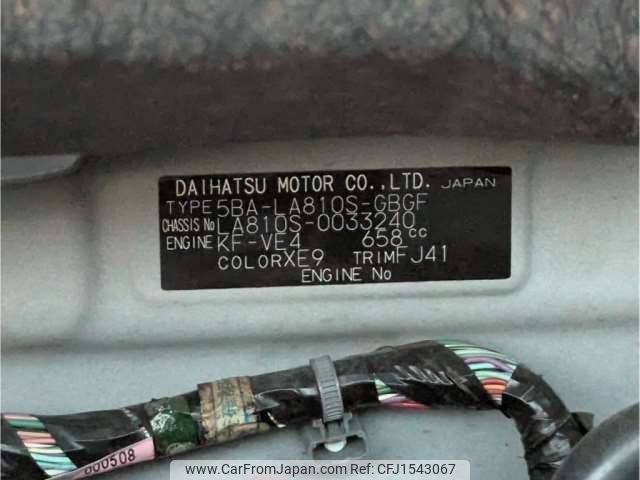 DAIHATSU MOTOR CO.,LTD. JAPAN
TYPE 5BA-LA810S-GBGF
CHASSIS No LA810S-0033240
ENGINE KF-VE4 658cc
COLOR XE9 TRIM FJ41
ENGINE No
000508
www.CarFromJapan.com | CFJ1543067